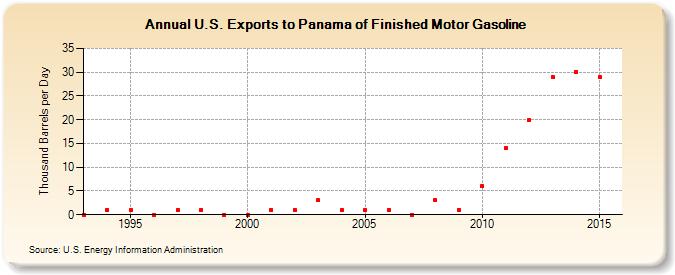 Annual U.S. Exports to Panama of Finished Motor Gasoline
Thousand Barrels per Day
35
30
25
20
15
10
5
0
1995 2000 2005 2010 2015
Source: U.S. Energy Information Administration